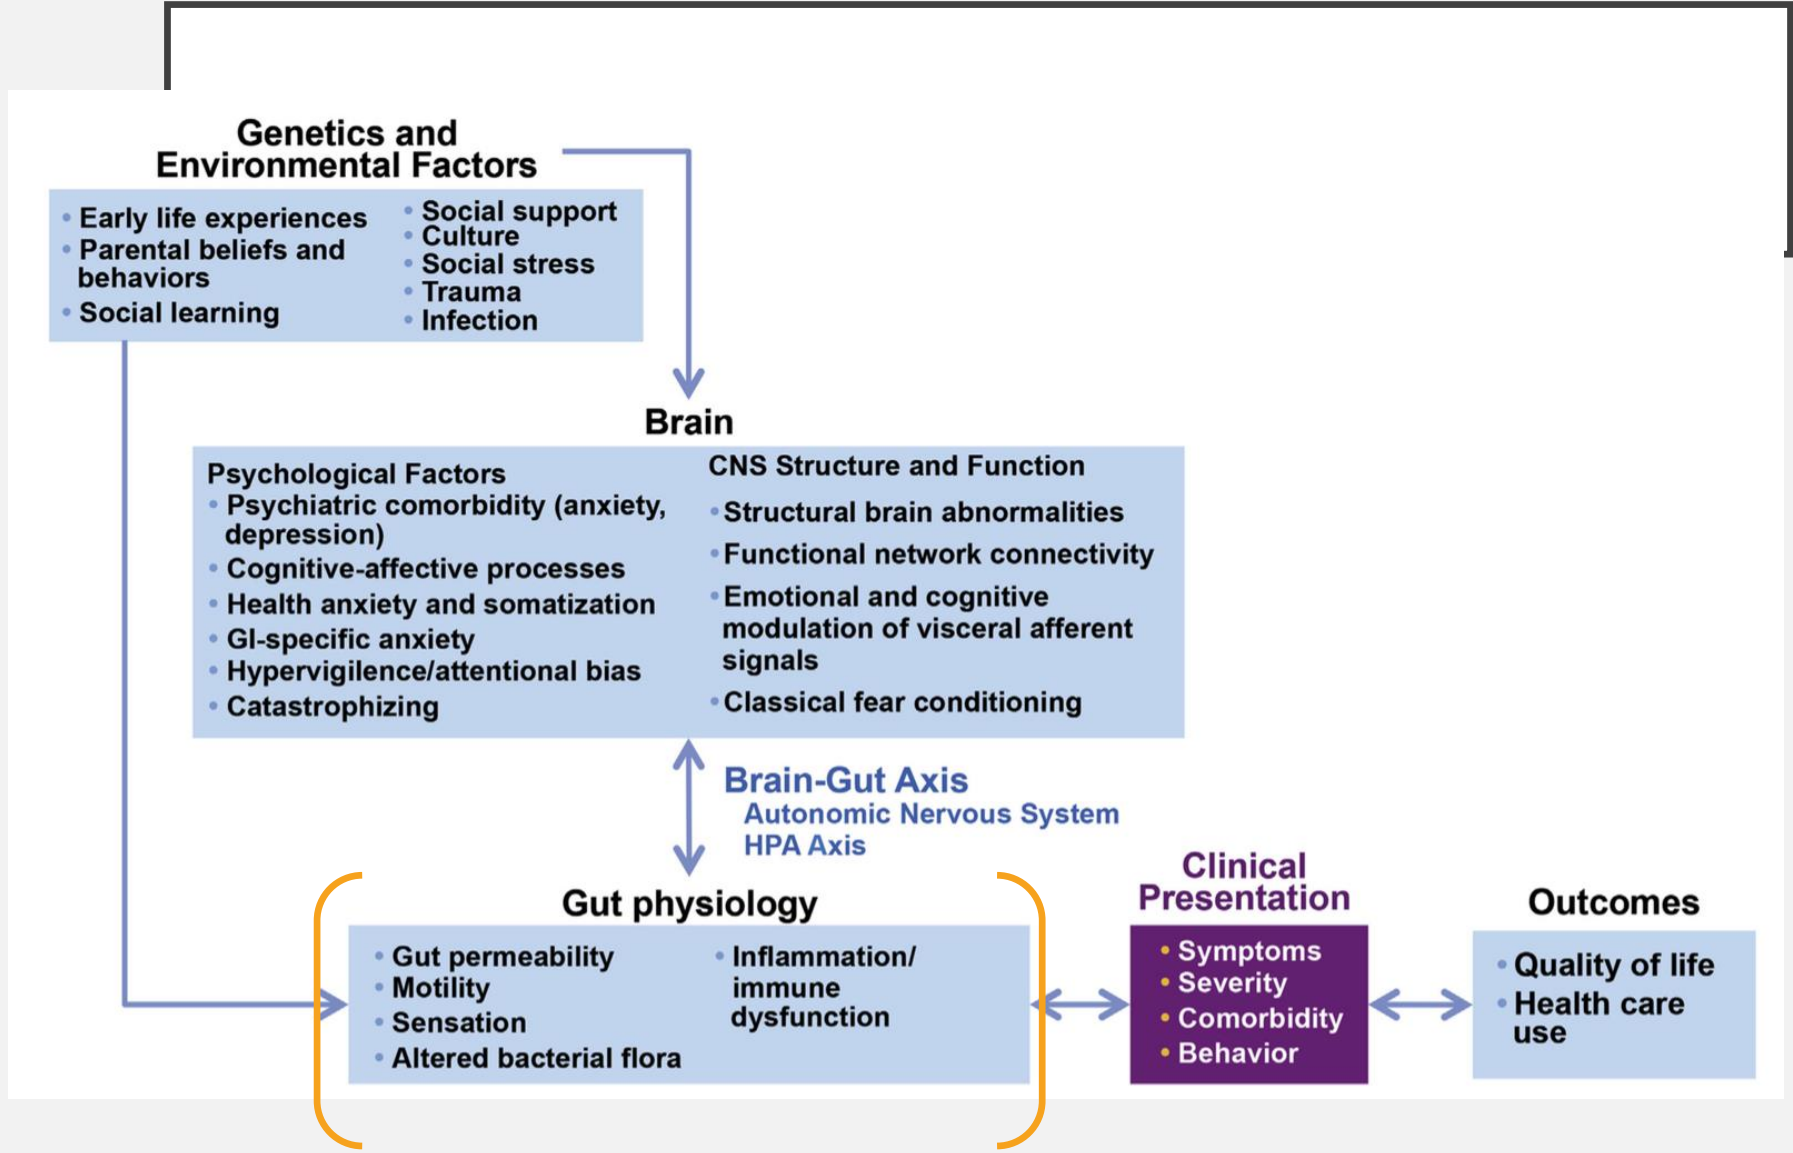 Genetics and
Environmental Factors
• Early life experiences
• Parental beliefs and
behaviors
• Social learning
• Social support
• Culture
• Social stress
• Trauma
• Infection
Brain
Psychological Factors
• Psychiatric comorbidity (anxiety,
depression)
• Cognitive-affective processes
• Health anxiety and somatization
• GI-specific anxiety
• Hypervigilence/attentional bias
• Catastrophizing
CNS Structure and Function
• Structural brain abnormalities
• Functional network connectivity
• Emotional and cognitive
modulation of visceral afferent
signals
• Classical fear conditioning
Brain-Gut Axis
Autonomic Nervous System
HPA Axis
Gut physiology
• Gut permeability
• Motility
• Sensation
• Altered bacterial flora
• Inflammation/
immune
dysfunction
Clinical
Presentation
• Symptoms
• Severity
• Comorbidity
• Behavior
Outcomes
• Quality of life
• Health care
use